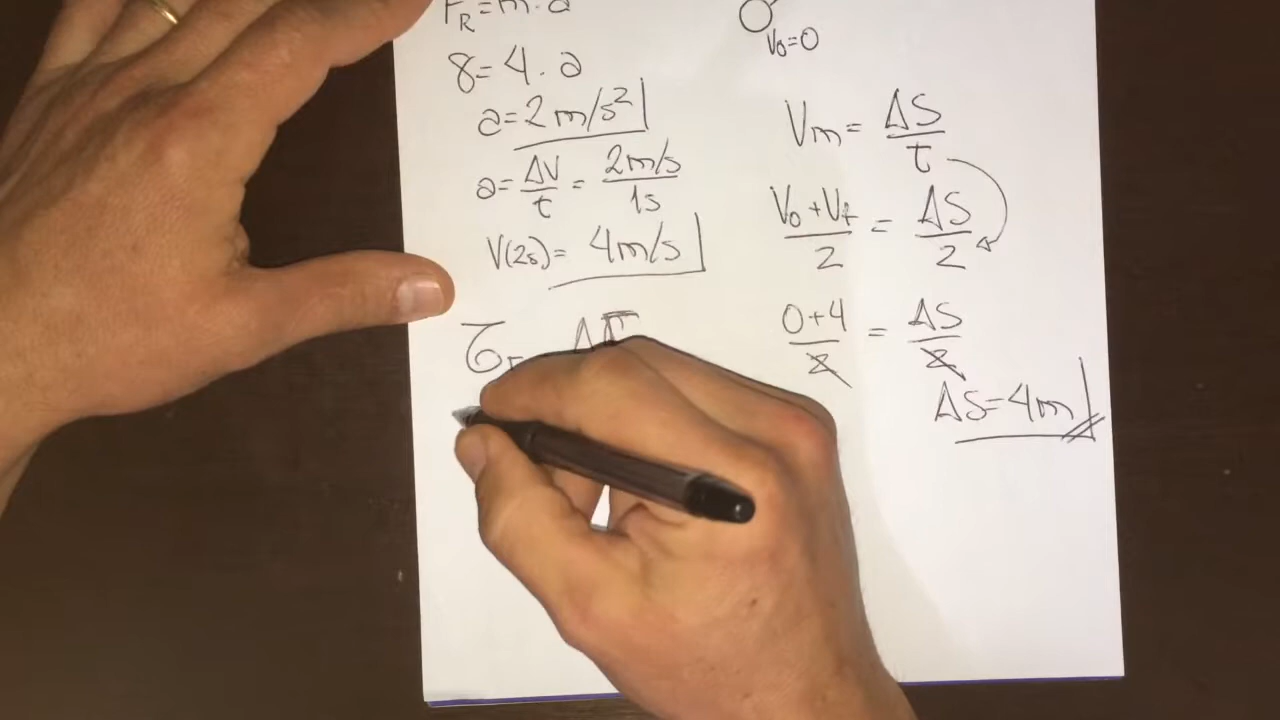 F_R = m . a
8 = 4 . a
a = 2 m/s²
a = ΔV/t = 2m/s / 1s
V(2s) = 4m/s
V₀=0
Vm = ΔS/t
V₀+Vf / 2 = ΔS/2
0+4 / 2 = ΔS / 2
ΔS=4m